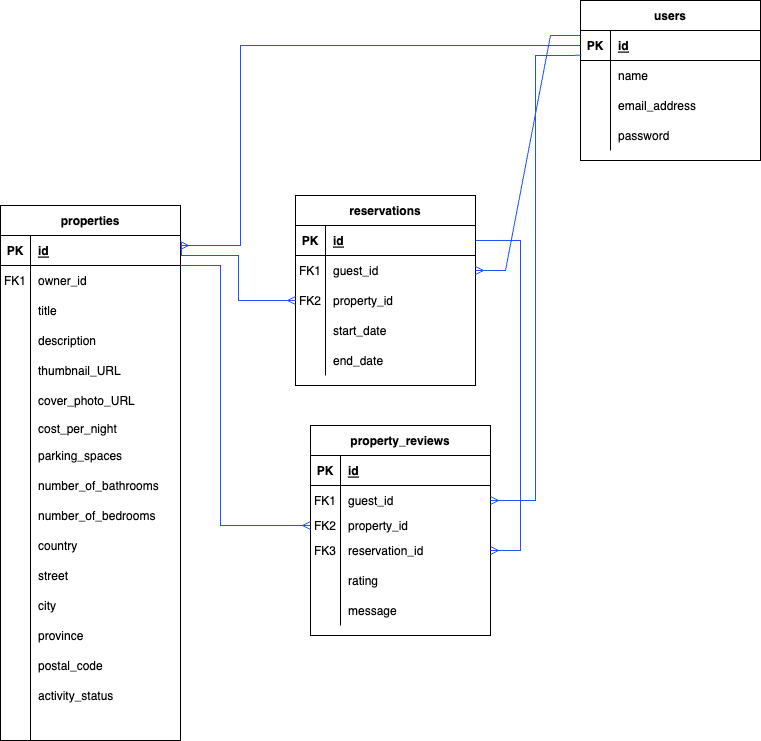 users
PK id
name
email_address
password
properties
PK id
FK1 owner_id
title
description
thumbnail_URL
cover_photo_URL
cost_per_night
parking_spaces
number_of_bathrooms
number_of_bedrooms
country
street
city
province
postal_code
activity_status
reservations
PK id
FK1 guest_id
FK2 property_id
start_date
end_date
property_reviews
PK id
FK1 guest_id
FK2 property_id
FK3 reservation_id
rating
message